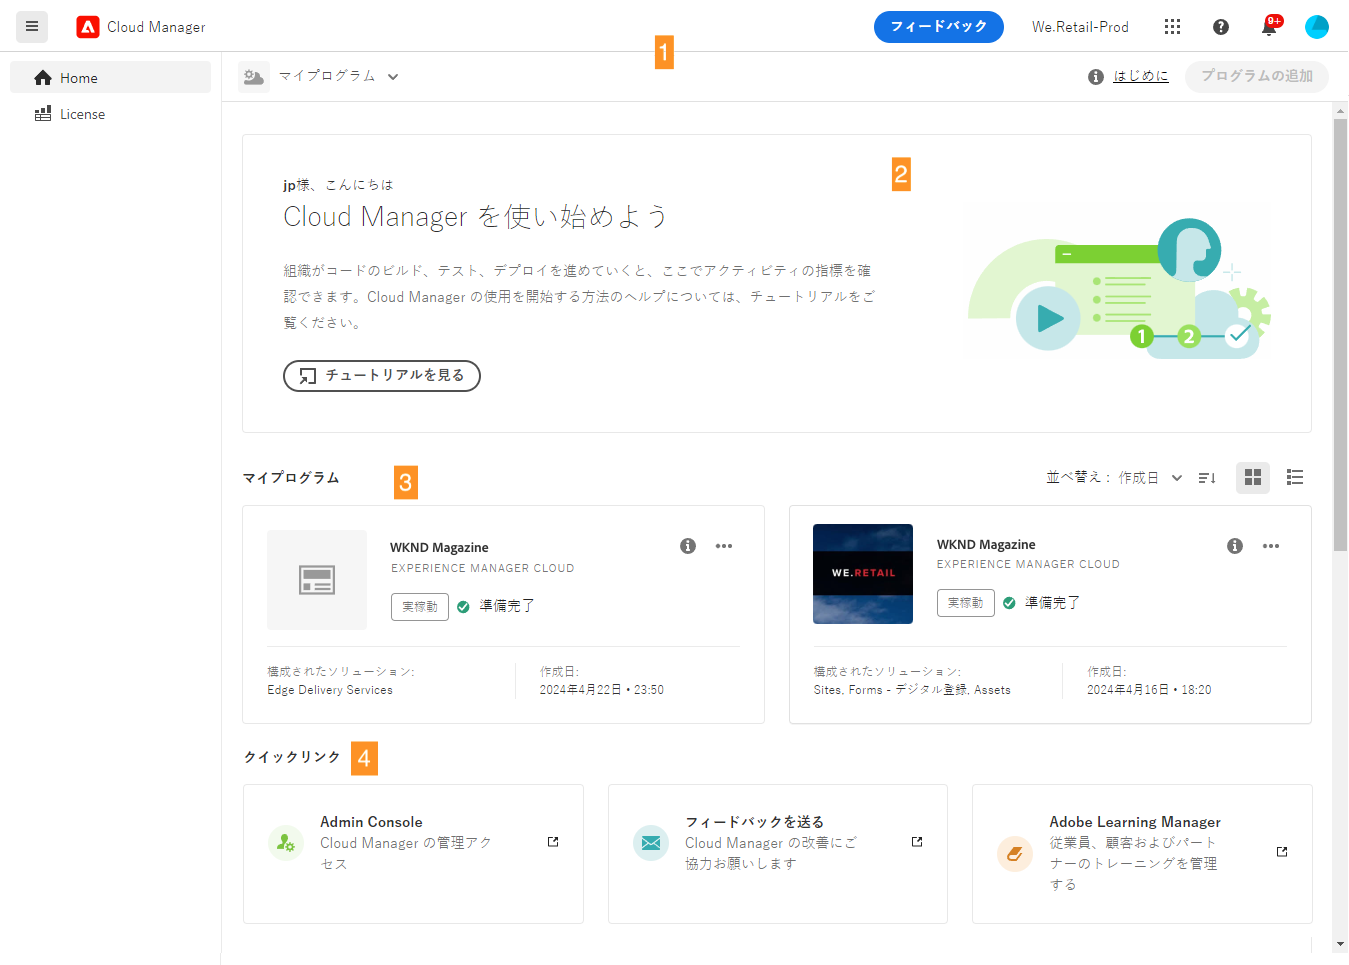 Cloud Manager
フィードバック
We.Retail-Prod
9+
1
Home
License
マイプログラム
はじめに
プログラムの追加
2
jp様、こんにちは
Cloud Manager を使い始めよう
組織がコードのビルド、テスト、デプロイを進めていくと、ここでアクティビティの指標を確
認できます。Cloud Manager の使用を開始する方法のヘルプについては、チュートリアルをご
覧ください。
チュートリアルを見る
1
2
マイプログラム
3
並べ替え： 作成日
WKND Magazine
EXPERIENCE MANAGER CLOUD
実稼動
準備完了
構成されたソリューション:
Edge Delivery Services
作成日:
2024年4月22日 • 23:50
WE.RETAIL
WKND Magazine
EXPERIENCE MANAGER CLOUD
実稼動
準備完了
構成されたソリューション:
Sites, Forms - デジタル登録, Assets
作成日:
2024年4月16日 • 18:20
クイックリンク
4
Admin Console
Cloud Manager の管理アク
セス
フィードバックを送る
Cloud Manager の改善にご
協力お願いします
Adobe Learning Manager
従業員、顧客およびパート
ナーのトレーニングを管理
する